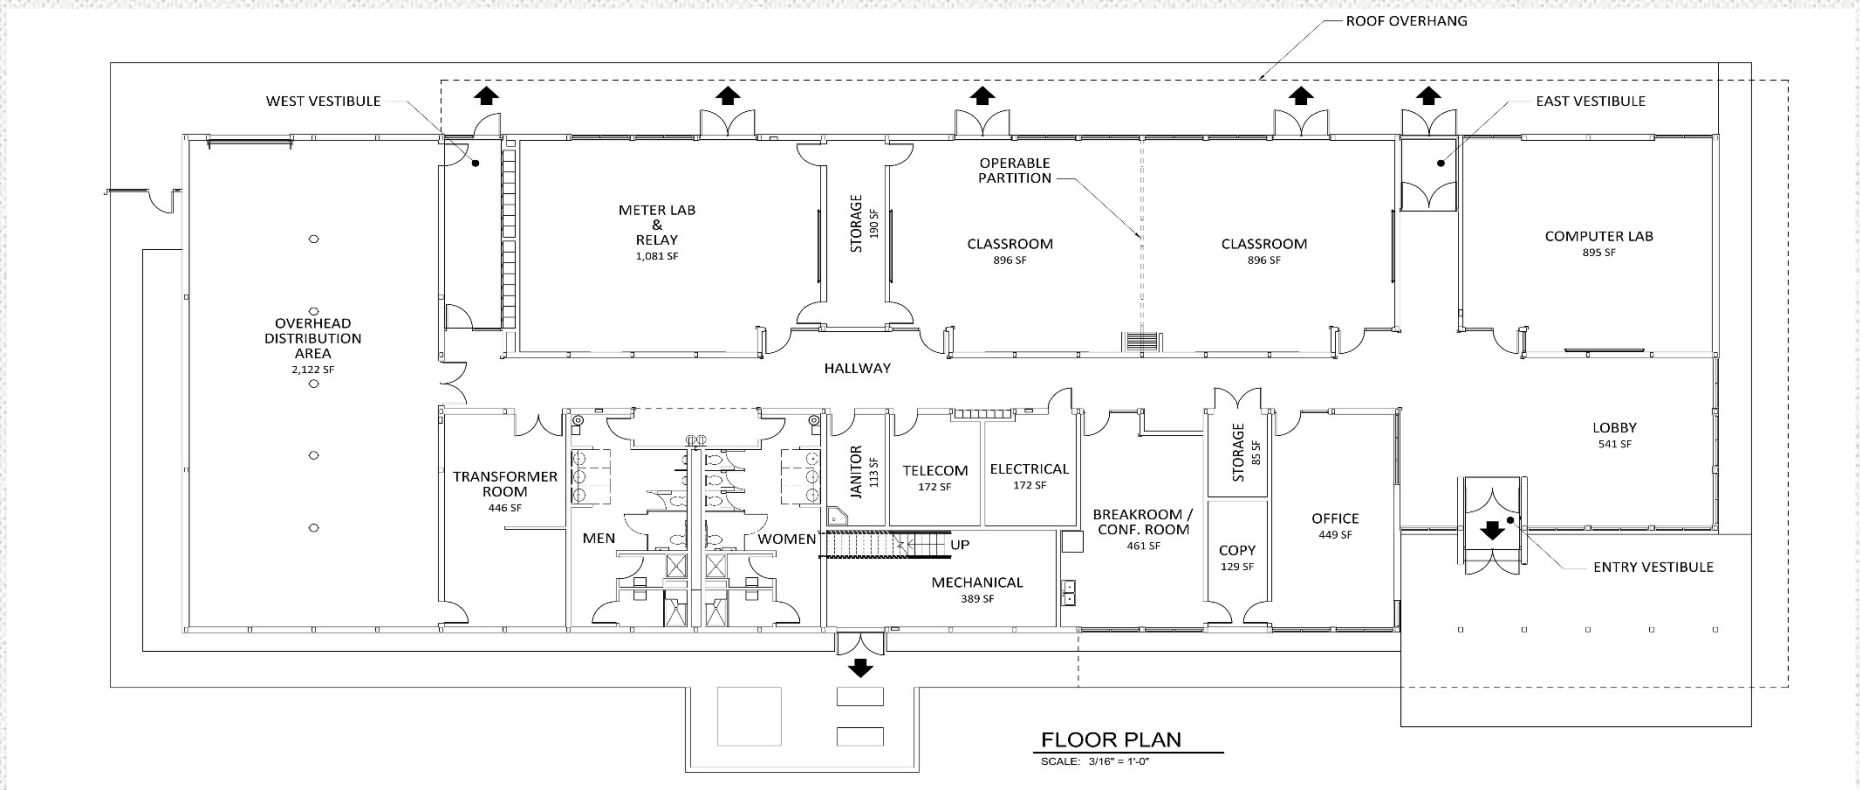 ROOF OVERHANG
WEST VESTIBULE
EAST VESTIBULE
OPERABLE
PARTITION
METER LAB
&
RELAY
1,081 SF
STORAGE
190 SF
CLASSROOM
896 SF
CLASSROOM
896 SF
COMPUTER LAB
895 SF
OVERHEAD
DISTRIBUTION
AREA
2,122 SF
HALLWAY
LOBBY
541 SF
TRANSFORMER
ROOM
446 SF
JANITOR
113 SF
TELECOM
172 SF
ELECTRICAL
172 SF
STORAGE
85 SF
BREAKROOM /
CONF. ROOM
461 SF
OFFICE
449 SF
MEN
WOMEN
UP
COPY
129 SF
ENTRY VESTIBULE
MECHANICAL
389 SF
FLOOR PLAN
SCALE: 3/16" = 1'-0"